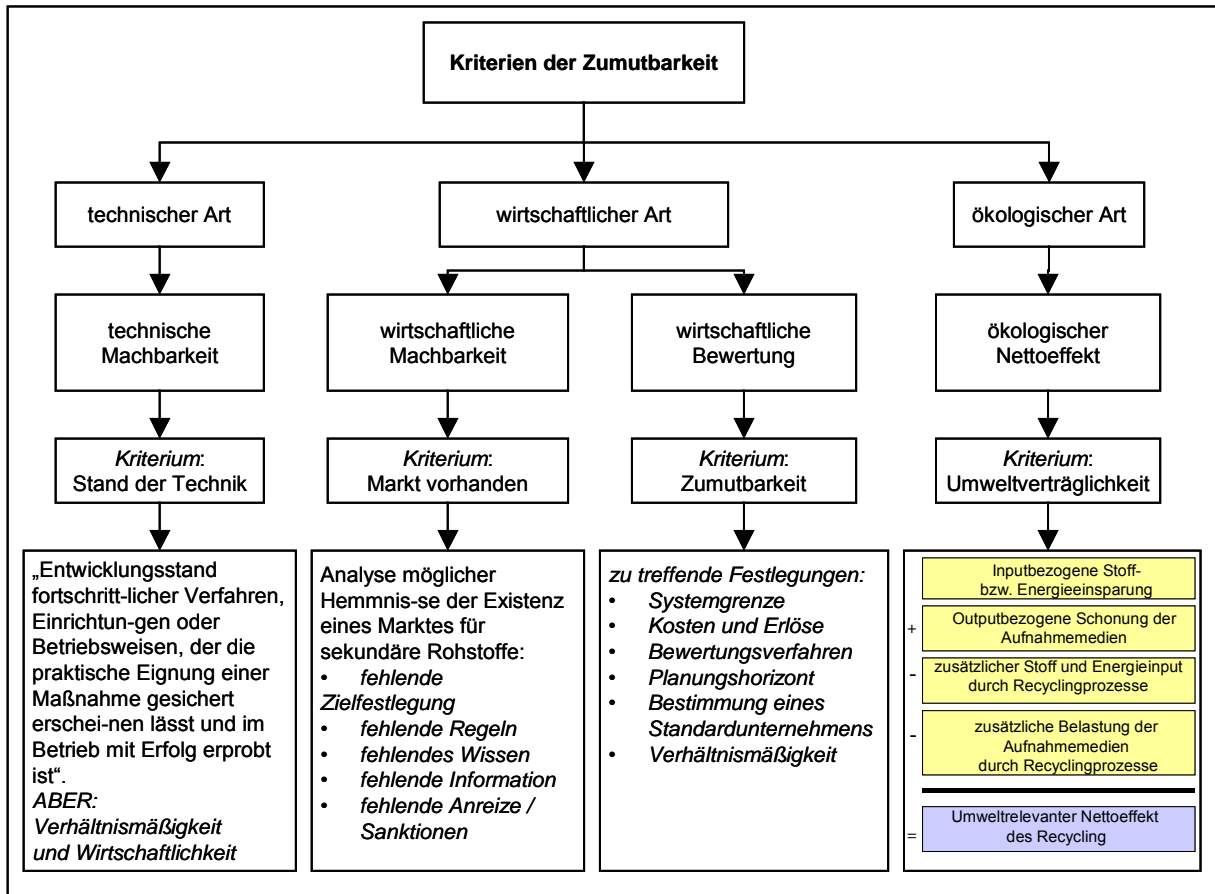 Kriterien der Zumutbarkeit
technischer Art
wirtschaftlicher Art
ökologischer Art
technische
Machbarkeit
wirtschaftliche
Machbarkeit
wirtschaftliche
Bewertung
ökologischer
Nettoeffekt
Kriterium:
Stand der Technik
Kriterium:
Markt vorhanden
Kriterium:
Zumutbarkeit
Kriterium:
Umweltverträglichkeit
„Entwicklungsstand
fortschritt-licher Verfahren,
Einrichtun-gen oder
Betriebsweisen, der die
praktische Eignung einer
Maßnahme gesichert
erschei-nen lässt und im
Betrieb mit Erfolg erprobt
ist“.
ABER:
Verhältnismäßigkeit
und Wirtschaftlichkeit
Analyse möglicher
Hemmnis-se der Existenz
eines Marktes für
sekundäre Rohstoffe:
• fehlende
Zielfestlegung
• fehlende Regeln
• fehlendes Wissen
• fehlende Information
• fehlende Anreize /
Sanktionen
zu treffende Festlegungen:
• Systemgrenze
• Kosten und Erlöse
• Bewertungsverfahren
• Planungshorizont
• Bestimmung eines
Standardunternehmens
• Verhältnismäßigkeit
Inputbezogene Stoff-
bzw. Energieeinsparung
+ Outputbezogene Schonung der
Aufnahmemedien
- zusätzlicher Stoff und Energieinput
durch Recyclingprozesse
- zusätzliche Belastung der
Aufnahmemedien
durch Recyclingprozesse
= Umweltrelevanter Nettoeffekt
des Recycling